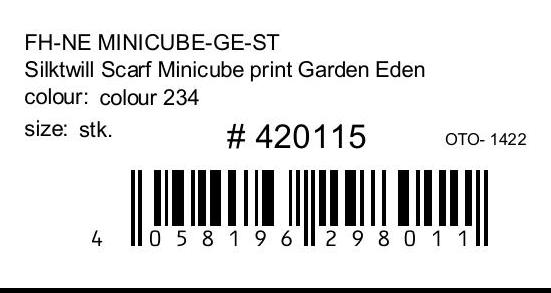 FH-NE MINICUBE-GE-ST
Silktwill Scarf Minicube print Garden Eden
colour: colour 234
size: stk. # 420115 OTO- 1422
4 058196 298011